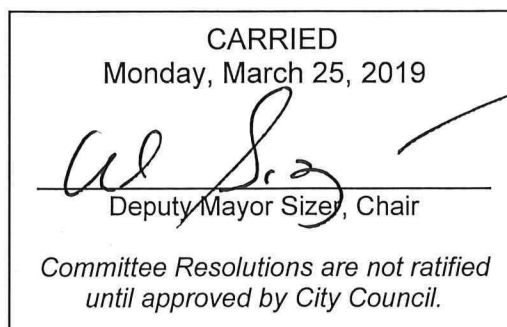 CARRIED
Monday, March 25, 2019
Deputy Mayor Sizer, Chair
Committee Resolutions are not ratified
until approved by City Council.